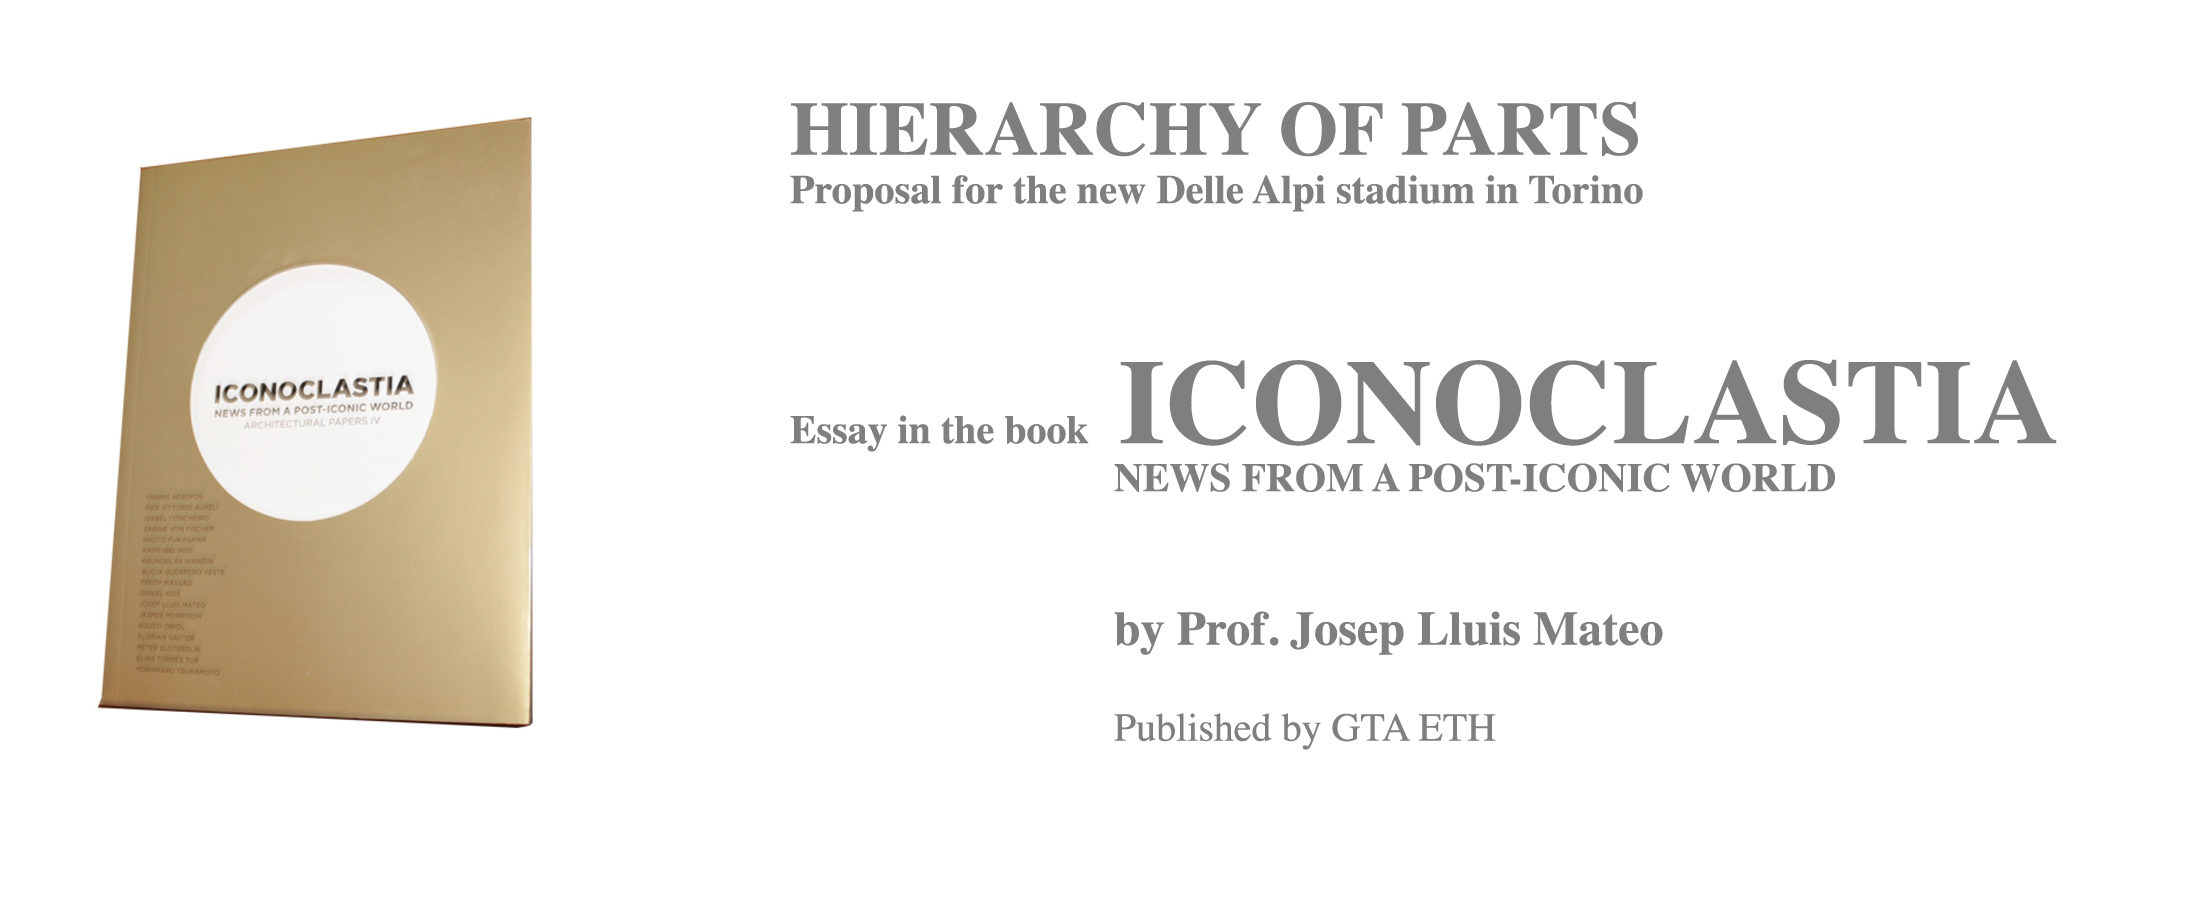 ICONOCLASTIA
NEWS FROM A POST-ICONIC WORLD
ARCHITECTURAL PAPERS IV
YANNIS AESOPOS
PIER VITTORIO AURELI
ISABEL CONCHEIRO
SABINE VON FISCHER
NAOTO FUKASAWA
HANS IBELINGS
KRUNOSLAV IVANIŠIN
ALICIA GUERRERO YESTE
FREDY MASSAD
DANIEL KISS
JOSEP LLUIS MATEO
JASPER MORRISON
AGUSTI OBIOL
FLORIAN SAUTER
PETER SLOTERDIJK
ELIAS TORRES TUR
YOSHIHARU TSUKAMOTO
HIERARCHY OF PARTS
Proposal for the new Delle Alpi stadium in Torino
Essay in the book ICONOCLASTIA
NEWS FROM A POST-ICONIC WORLD
by Prof. Josep Lluis Mateo
Published by GTA ETH